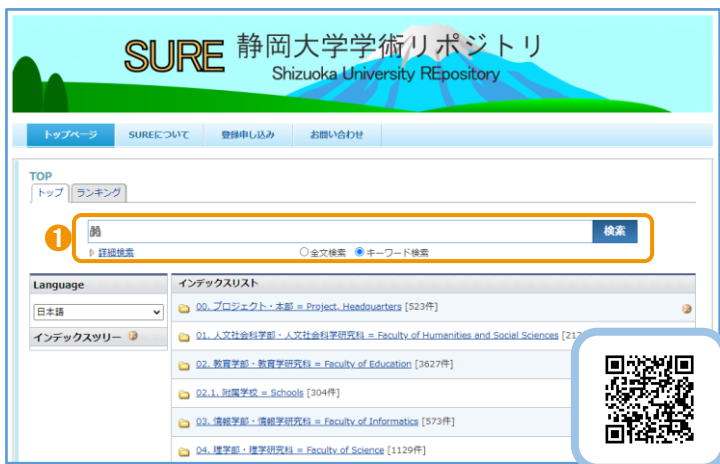 SURE 静岡大学学術リポジトリ
Shizuoka University REpository
トップページ SUREについて 登録申し込み お問い合わせ
TOP
トップ ランキング
1 検索
詳細検索 全文検索 キーワード検索
Language インデックスリスト
日本語 00. プロジェクト・本部 = Project, Headquarters [523件]
インデックスツリー 01. 人文社会科学部・人文社会科学研究科 = Faculty of Humanities and Social Sciences [212
02. 教育学部・教育学研究科 = Faculty of Education [3627件]
02.1. 附属学校 = Schools [304件]
03. 情報学部・情報学研究科 = Faculty of Informatics [573件]
04. 理学部・理学研究科 = Faculty of Science [1129件]